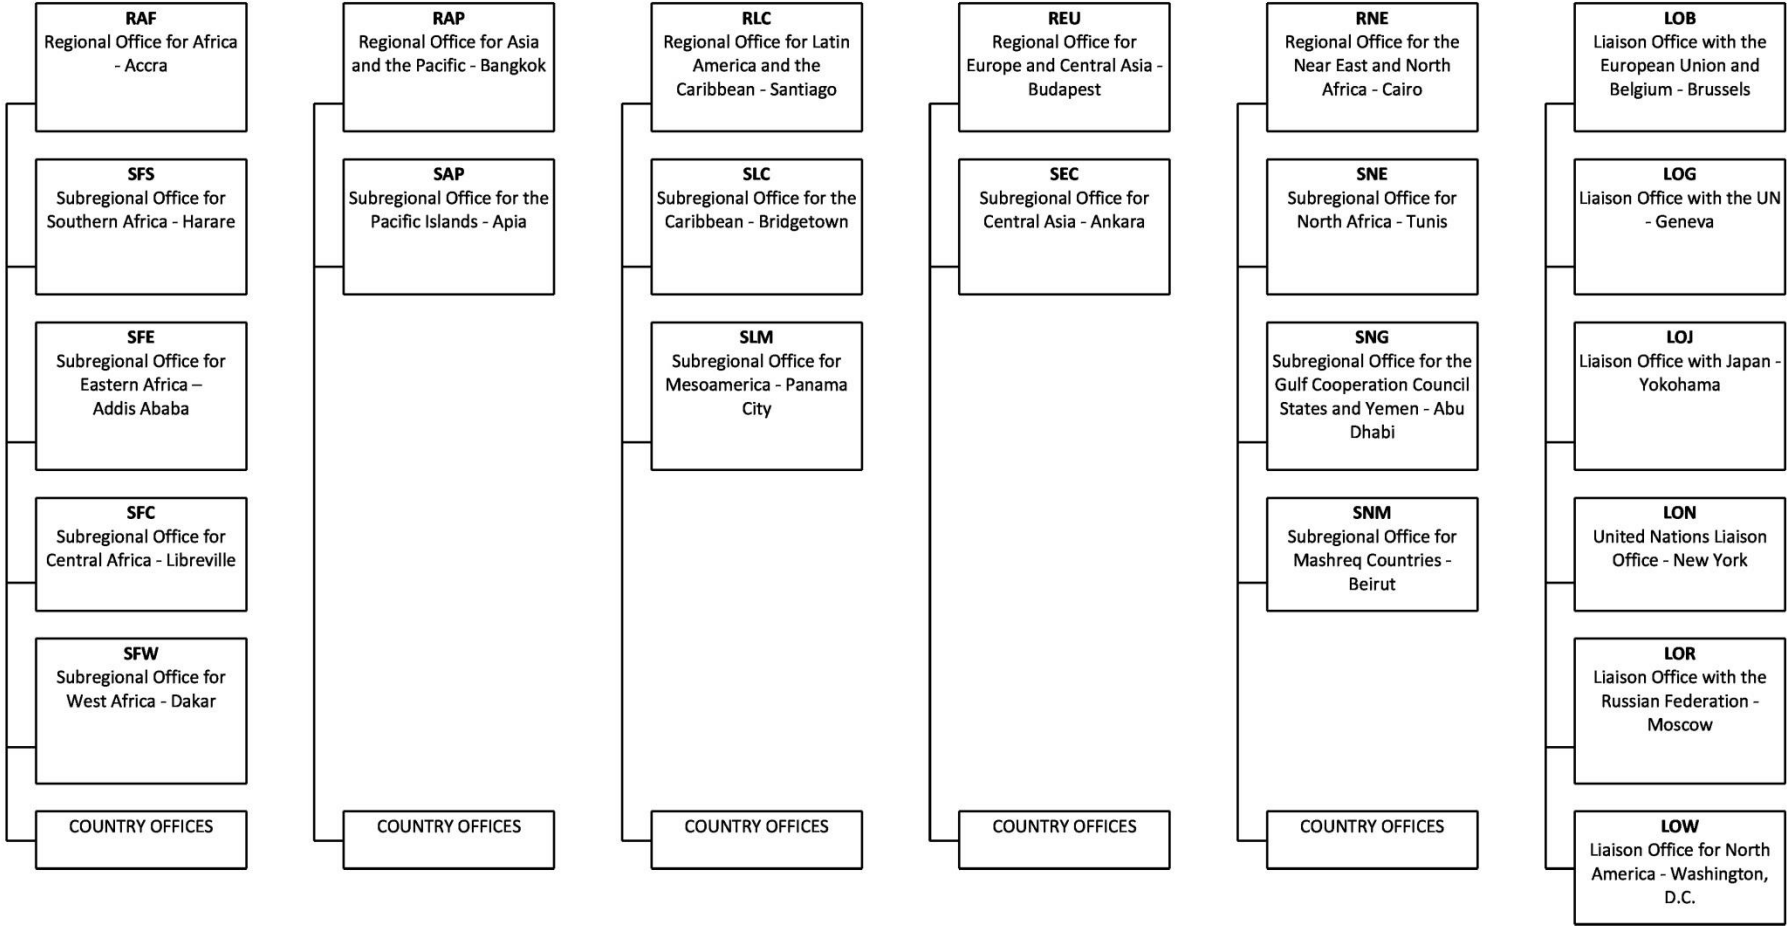 RAF
Regional Office for Africa
- Accra
SFS
Subregional Office for
Southern Africa - Harare
SFE
Subregional Office for
Eastern Africa –
Addis Ababa
SFC
Subregional Office for
Central Africa - Libreville
SFW
Subregional Office for
West Africa - Dakar
COUNTRY OFFICES
RAP
Regional Office for Asia
and the Pacific - Bangkok
SAP
Subregional Office for the
Pacific Islands - Apia
COUNTRY OFFICES
RLC
Regional Office for Latin
America and the
Caribbean - Santiago
SLC
Subregional Office for the
Caribbean - Bridgetown
SLM
Subregional Office for
Mesoamerica - Panama
City
COUNTRY OFFICES
REU
Regional Office for
Europe and Central Asia -
Budapest
SEC
Subregional Office for
Central Asia - Ankara
COUNTRY OFFICES
RNE
Regional Office for the
Near East and North
Africa - Cairo
SNE
Subregional Office for
North Africa - Tunis
SNG
Subregional Office for the
Gulf Cooperation Council
States and Yemen - Abu
Dhabi
SNM
Subregional Office for
Mashreq Countries -
Beirut
COUNTRY OFFICES
LOB
Liaison Office with the
European Union and
Belgium - Brussels
LOG
Liaison Office with the UN
- Geneva
LOJ
Liaison Office with Japan -
Yokohama
LON
United Nations Liaison
Office - New York
LOR
Liaison Office with the
Russian Federation -
Moscow
LOW
Liaison Office for North
America - Washington,
D.C.